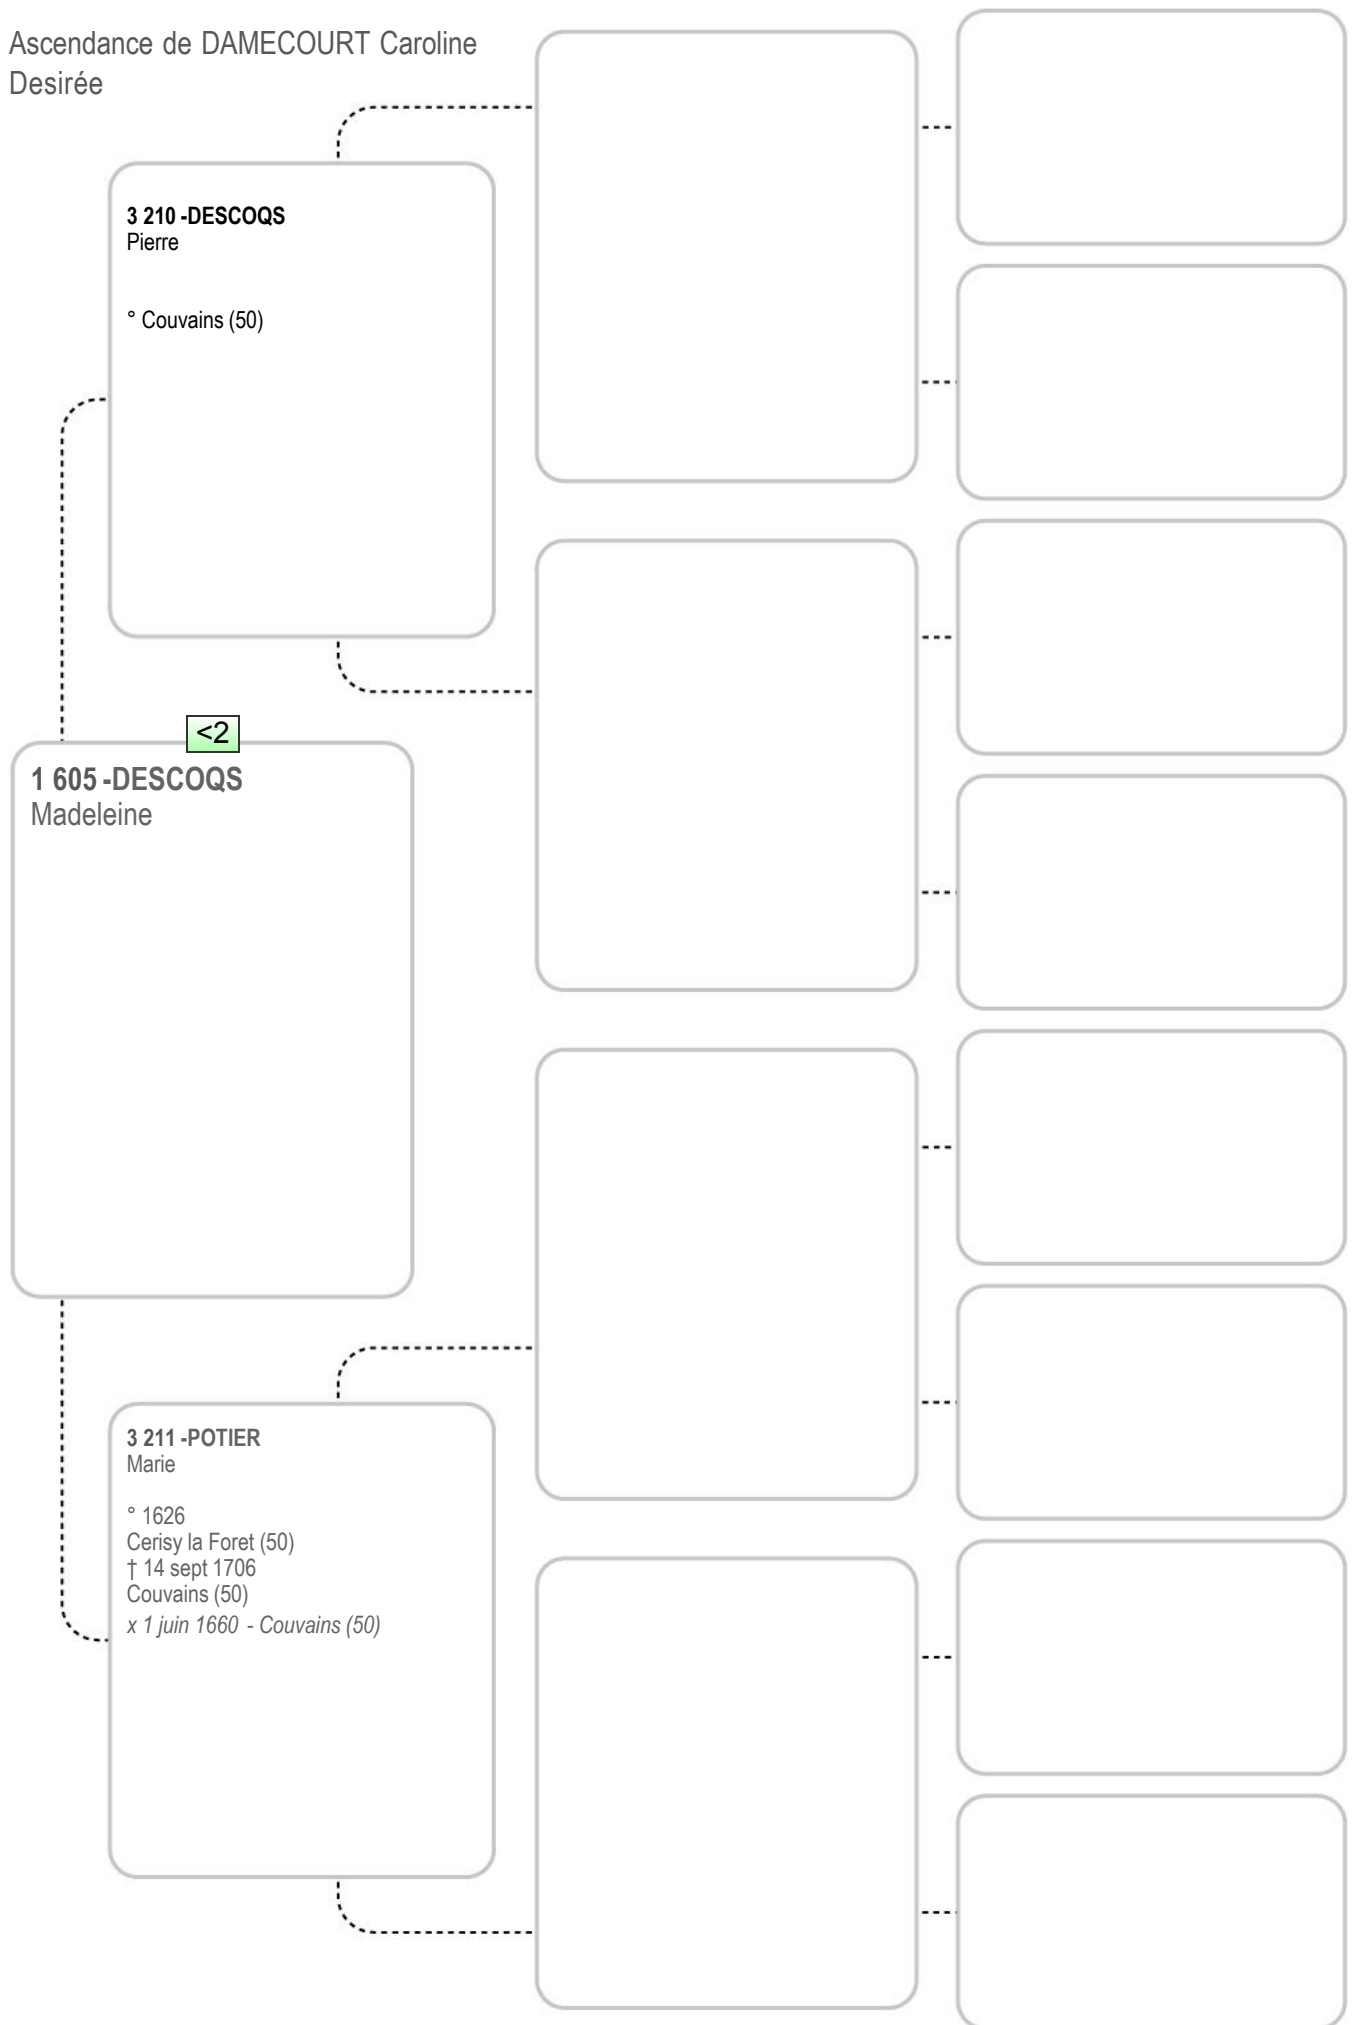 Ascendance de DAMECOURT Caroline
Desirée
3 210 -DESCOQS
Pierre
° Couvains (50)
<2
1 605 -DESCOQS
Madeleine
3 211 -POTIER
Marie
° 1626
Cerisy la Foret (50)
† 14 sept 1706
Couvains (50)
x 1 juin 1660 - Couvains (50)